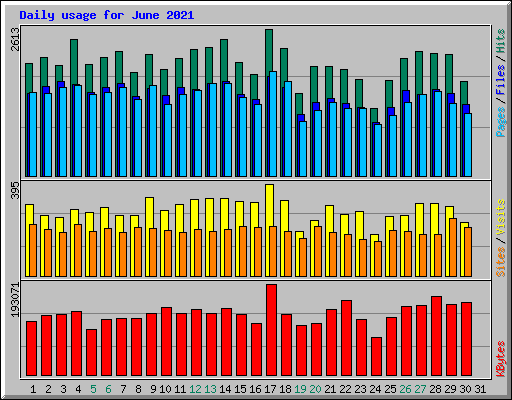 Daily usage for June 2021
2613
Pages / Files / Hits
395
Sites / Visits
193071
KBytes
1 2 3 4 5 6 7 8 9 10 11 12 13 14 15 16 17 18 19 20 21 22 23 24 25 26 27 28 29 30 31